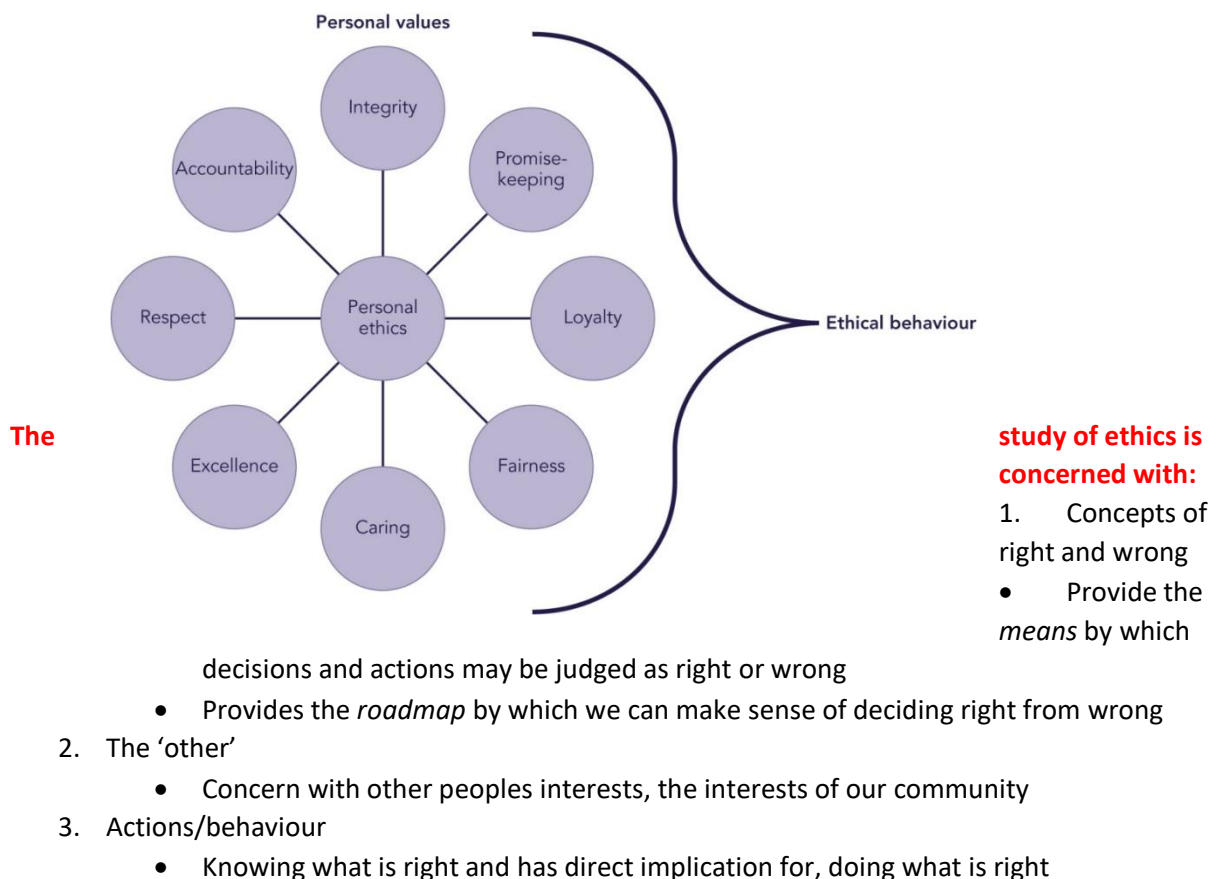 Personal values
Integrity
Accountability
Promise-
keeping
Respect
Personal
ethics
Loyalty
Ethical behaviour
Excellence
Fairness
Caring
The study of ethics is
concerned with:
1. Concepts of
right and wrong
• Provide the
means by which
decisions and actions may be judged as right or wrong
• Provides the roadmap by which we can make sense of deciding right from wrong
2. The ‘other’
• Concern with other peoples interests, the interests of our community
3. Actions/behaviour
• Knowing what is right and has direct implication for, doing what is right